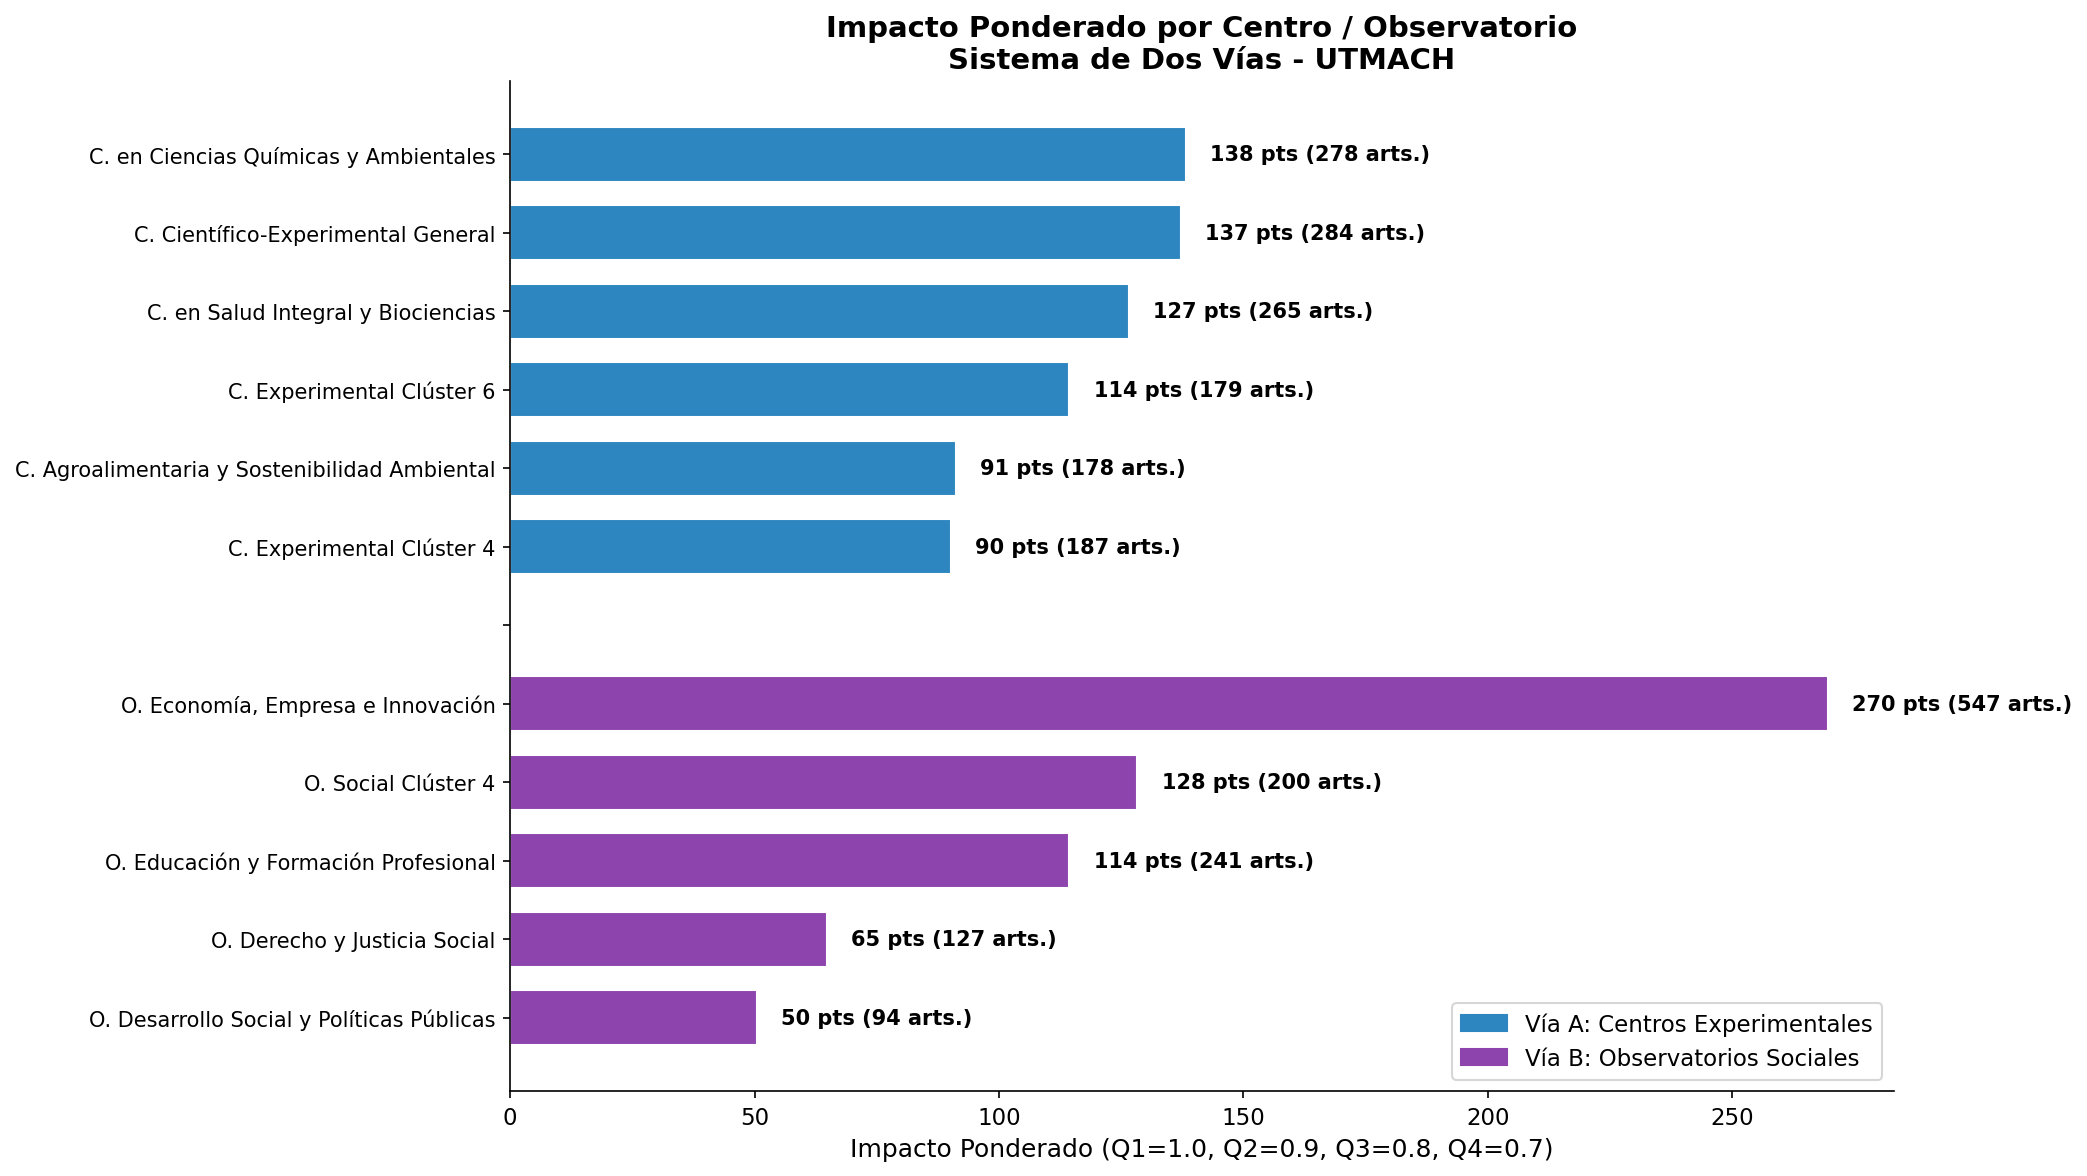 Impacto Ponderado por Centro / Observatorio
Sistema de Dos Vías - UTMACH
C. en Ciencias Químicas y Ambientales
138 pts (278 arts.)
C. Científico-Experimental General
137 pts (284 arts.)
C. en Salud Integral y Biociencias
127 pts (265 arts.)
C. Experimental Clúster 6
114 pts (179 arts.)
C. Agroalimentaria y Sostenibilidad Ambiental
91 pts (178 arts.)
C. Experimental Clúster 4
90 pts (187 arts.)
O. Economía, Empresa e Innovación
270 pts (547 arts.)
O. Social Clúster 4
128 pts (200 arts.)
O. Educación y Formación Profesional
114 pts (241 arts.)
O. Derecho y Justicia Social
65 pts (127 arts.)
O. Desarrollo Social y Políticas Públicas
50 pts (94 arts.)
Vía A: Centros Experimentales
Vía B: Observatorios Sociales
0 50 100 150 200 250
Impacto Ponderado (Q1=1.0, Q2=0.9, Q3=0.8, Q4=0.7)